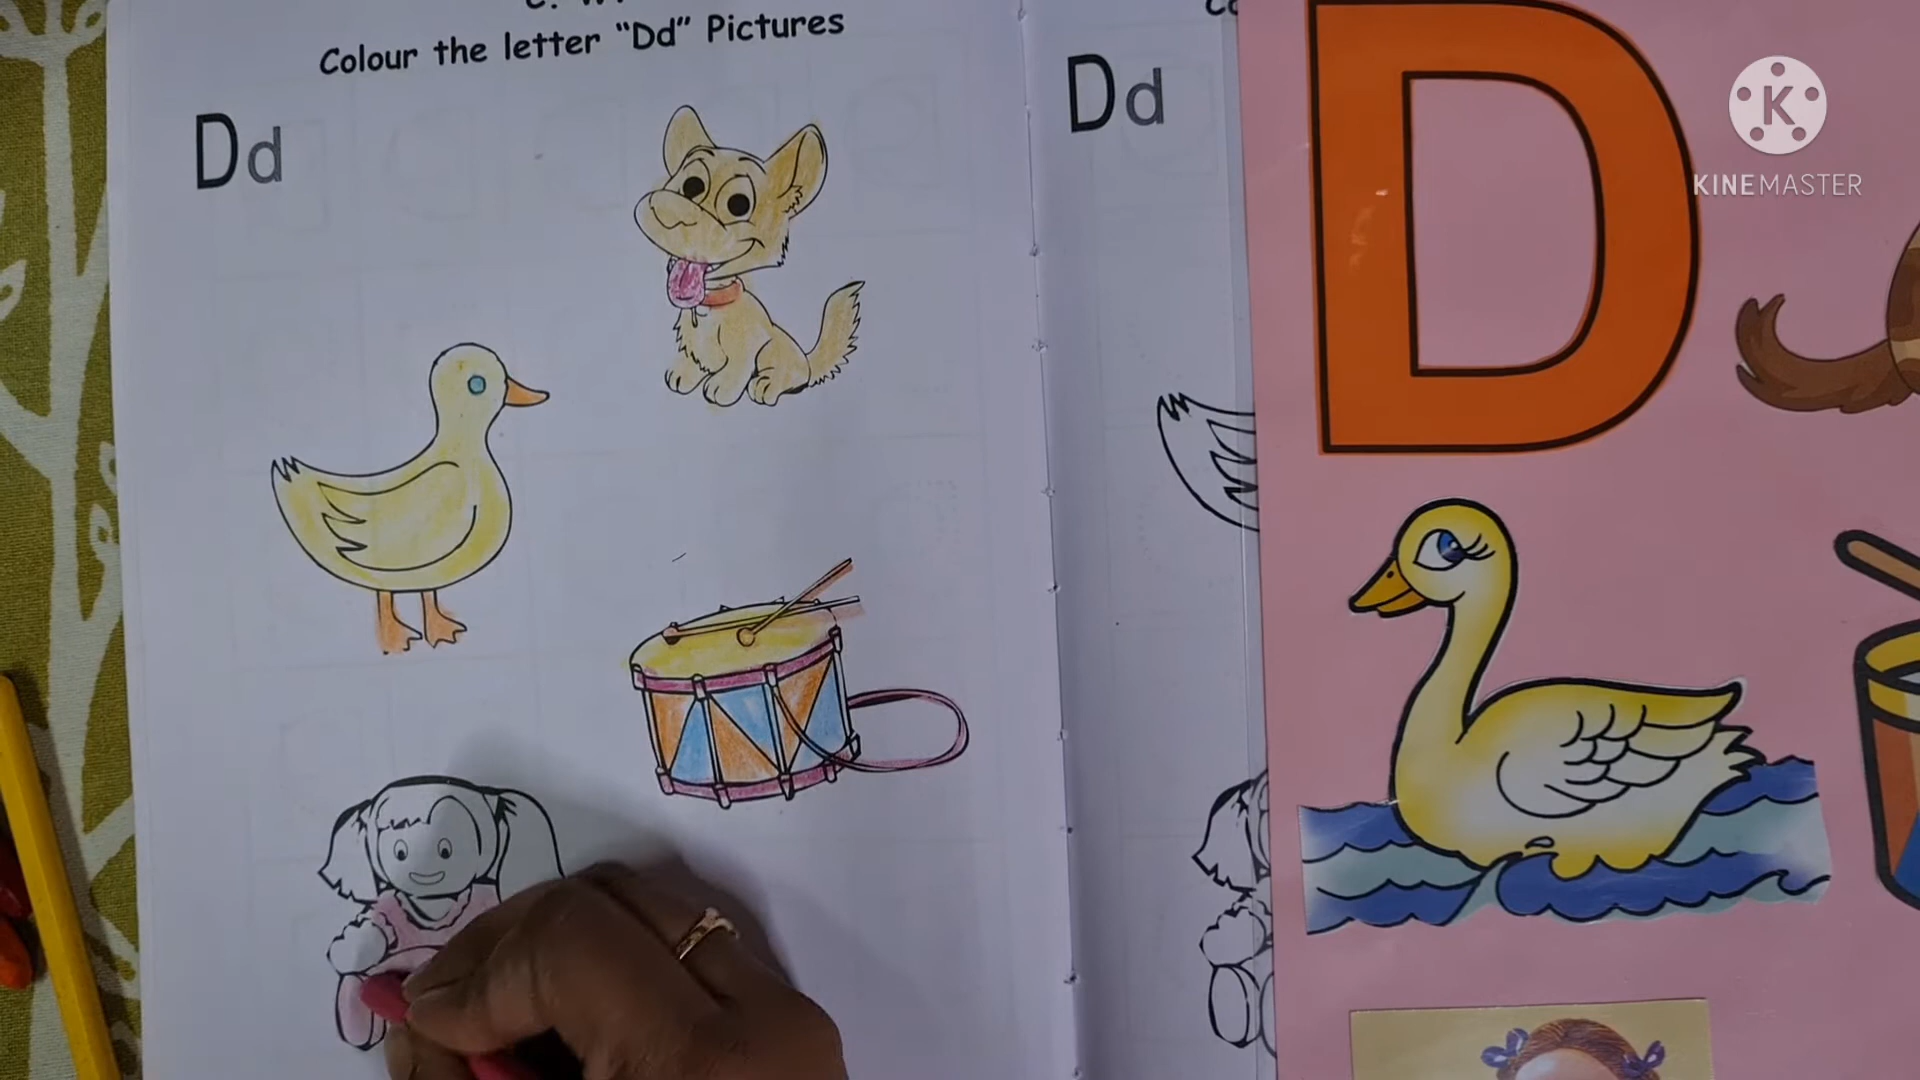 Colour the letter “Dd” Pictures
Dd
Dd
D
K
KINEMASTER